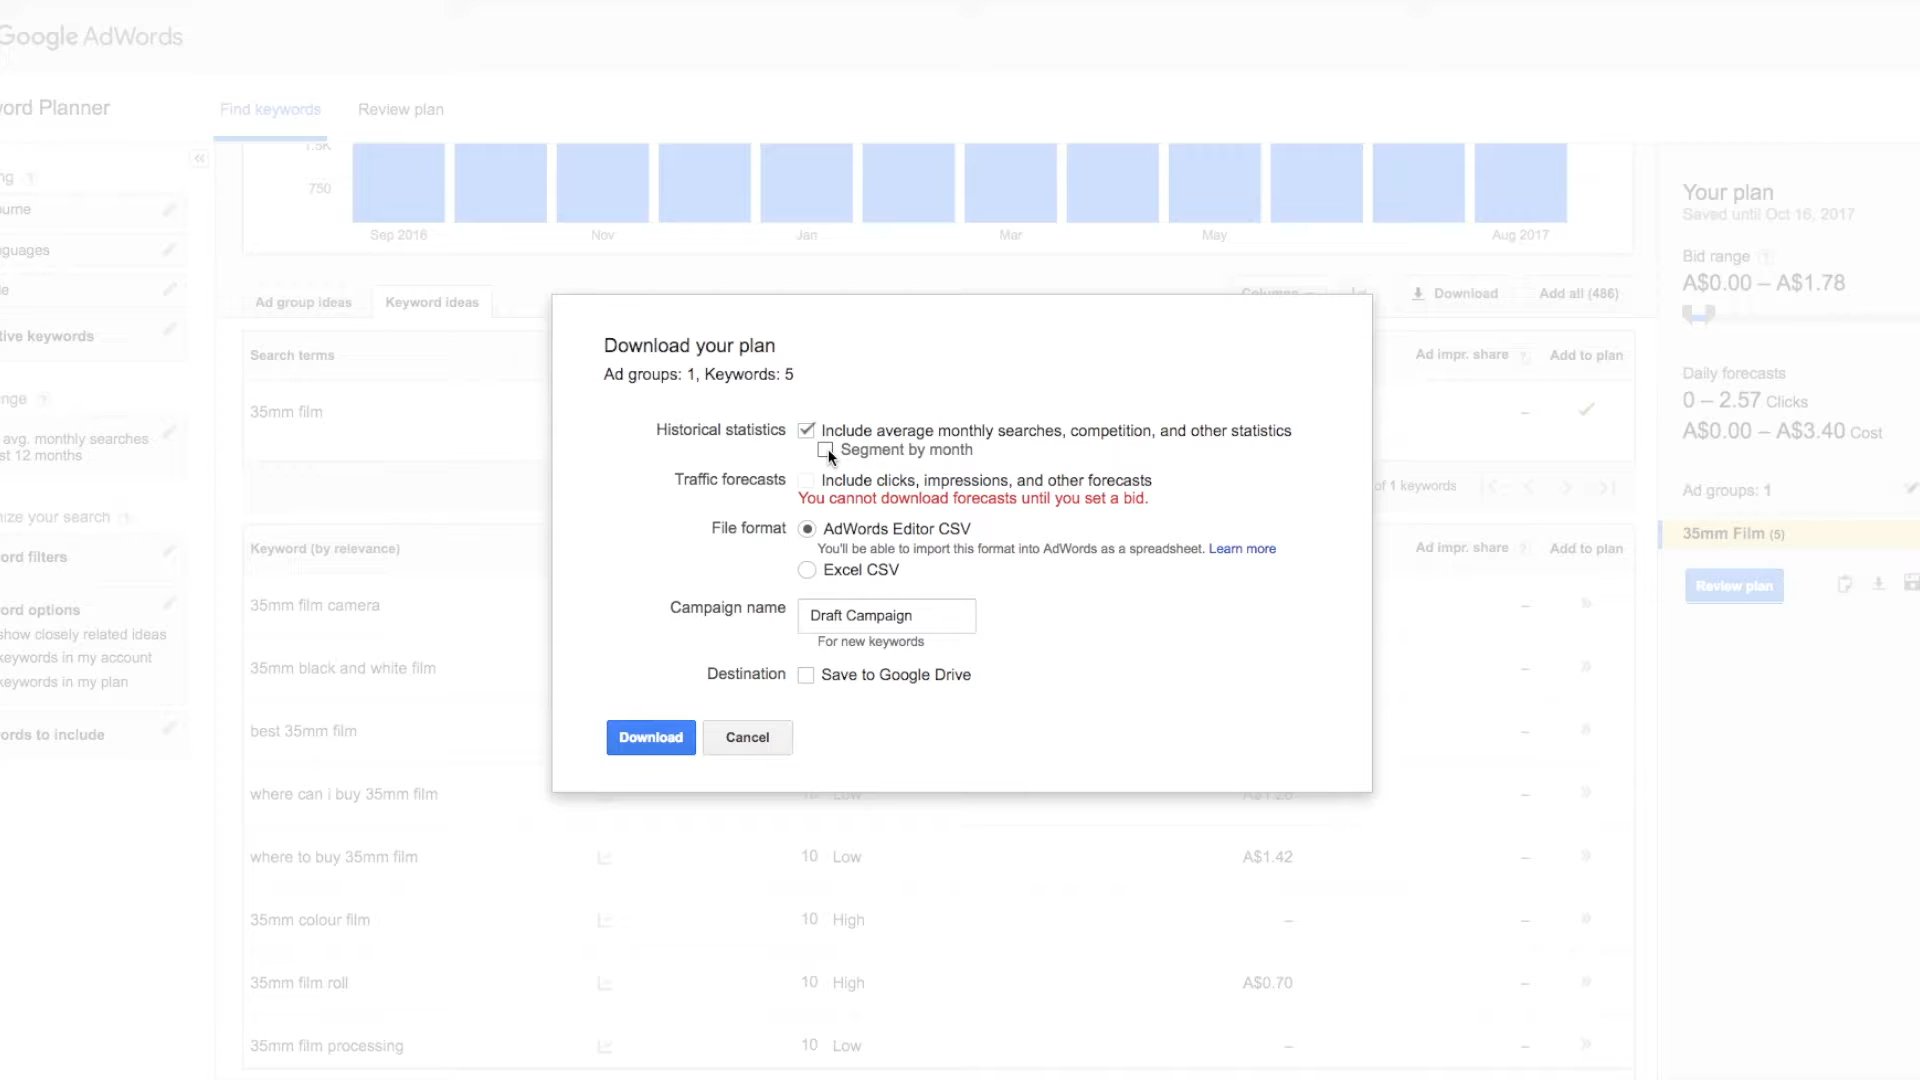 Google AdWords
ord Planner
Find keywords
Review plan
ng
urne
nguages
le
tive keywords
nge
avg. monthly searches
st 12 months
ize your search
ord filters
ord options
show closely related ideas
keywords in my account
keywords in my plan
ords to include
1.5K
750
Sep 2016
Nov
Jan
Mar
May
Aug 2017
Ad group ideas
Keyword ideas
Columns
Download
Add all (486)
Search terms
Ad impr. share
Add to plan
35mm film
–
of 1 keywords
Keyword (by relevance)
Ad impr. share
Add to plan
35mm film camera
–
35mm black and white film
–
best 35mm film
–
where can i buy 35mm film
10 Low A$1.28 –
where to buy 35mm film
10 Low A$1.42 –
35mm colour film
10 High – –
35mm film roll
10 High A$0.70 –
35mm film processing
10 Low – –
Download your plan
Ad groups: 1, Keywords: 5
Historical statistics
Include average monthly searches, competition, and other statistics
Segment by month
Traffic forecasts
Include clicks, impressions, and other forecasts
You cannot download forecasts until you set a bid.
File format
AdWords Editor CSV
You'll be able to import this format into AdWords as a spreadsheet. Learn more
Excel CSV
Campaign name
Draft Campaign
For new keywords
Destination
Save to Google Drive
Download
Cancel
Your plan
Saved until Oct 16, 2017
Bid range
A$0.00 – A$1.78
Daily forecasts
0 – 2.57 Clicks
A$0.00 – A$3.40 Cost
Ad groups: 1
35mm Film (5)
Review plan